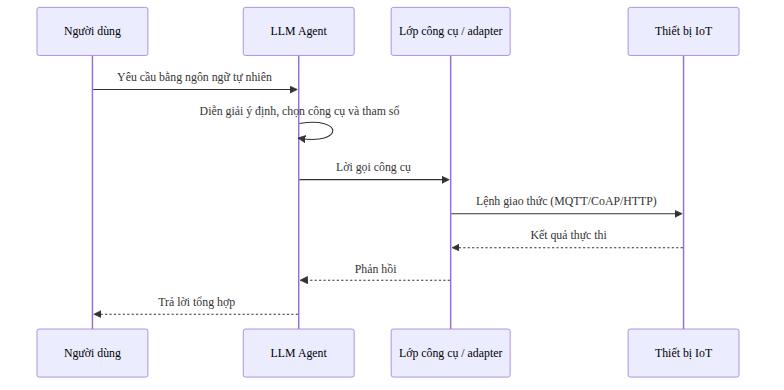 Người dùng
LLM Agent
Lớp công cụ / adapter
Thiết bị IoT
Yêu cầu bằng ngôn ngữ tự nhiên
Diễn giải ý định, chọn công cụ và tham số
Lời gọi công cụ
Lệnh giao thức (MQTT/CoAP/HTTP)
Kết quả thực thi
Phản hồi
Trả lời tổng hợp
Người dùng
LLM Agent
Lớp công cụ / adapter
Thiết bị IoT